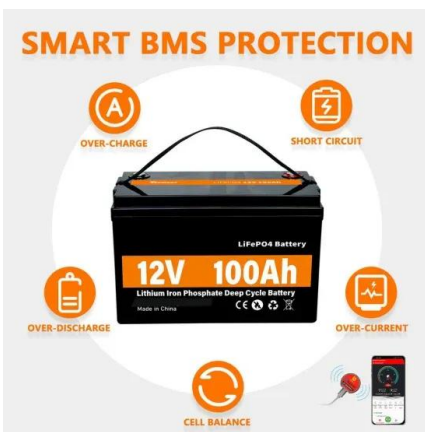 SMART BMS PROTECTION
OVER-CHARGE
SHORT CIRCUIT
LiFePO4 Battery
12V 100Ah
Lithium Iron Phosphate Deep Cycle Battery
Made in China
CE
OVER-DISCHARGE
OVER-CURRENT
CELL BALANCE